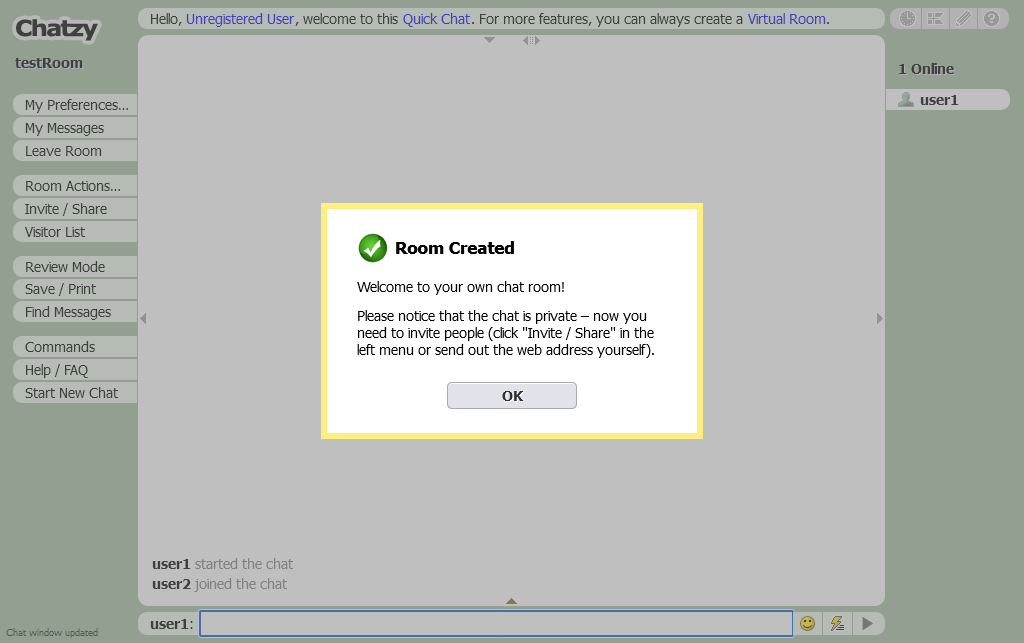 Chatzy
Hello, Unregistered User, welcome to this Quick Chat. For more features, you can always create a Virtual Room.
testRoom
My Preferences...
My Messages
Leave Room
Room Actions...
Invite / Share
Visitor List
Review Mode
Save / Print
Find Messages
Commands
Help / FAQ
Start New Chat
Room Created
Welcome to your own chat room!
Please notice that the chat is private – now you
need to invite people (click "Invite / Share" in the
left menu or send out the web address yourself).
OK
user1 started the chat
user2 joined the chat
user1:
Chat window updated
1 Online
user1